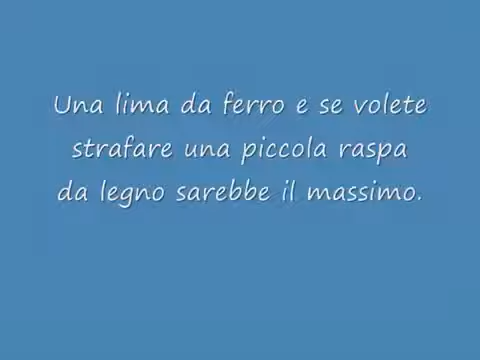 Una lima da ferro e se volete
strafare una piccola raspa
da legno sarebbe il massimo.